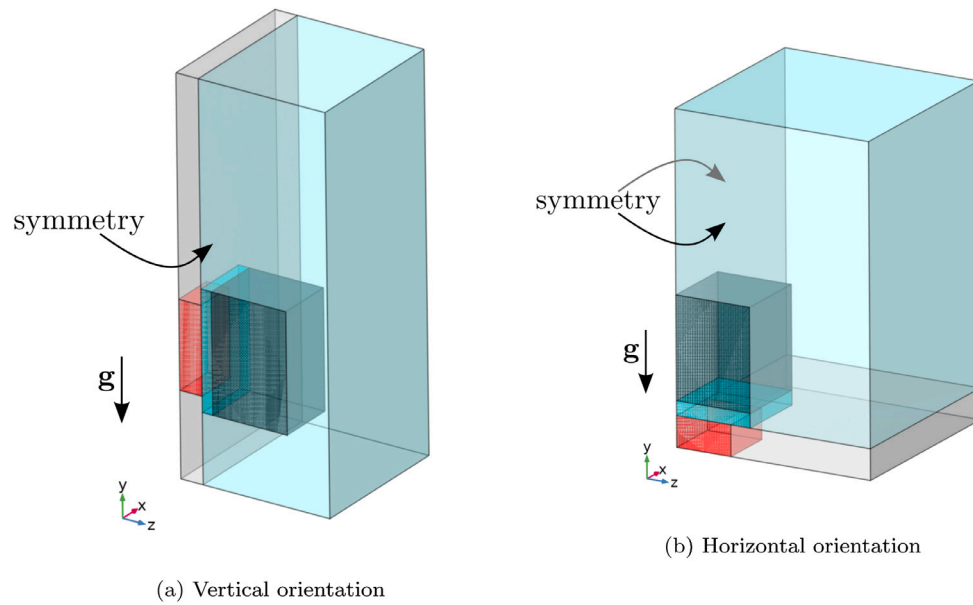 symmetry
g
y
x
z
(a) Vertical orientation
symmetry
g
y
x
z
(b) Horizontal orientation